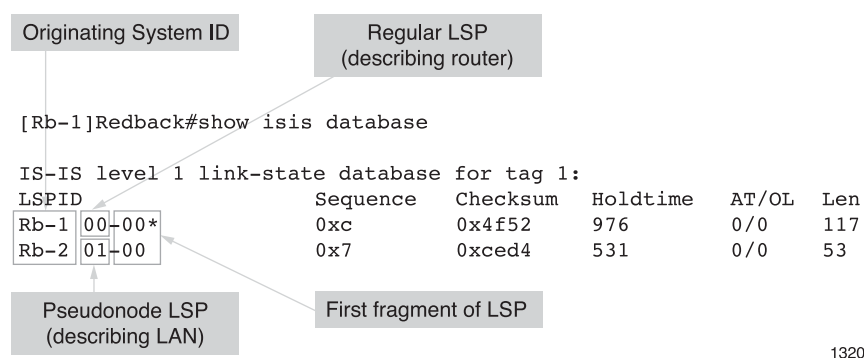 Originating System ID
Regular LSP
(describing router)
[Rb-1]Redback#show isis database
IS-IS level 1 link-state database for tag 1:
LSPID Sequence Checksum Holdtime AT/OL Len
Rb-1 00-00* 0xc 0x4f52 976 0/0 117
Rb-2 01-00 0x7 0xced4 531 0/0 53
Pseudonode LSP
(describing LAN)
First fragment of LSP
1320